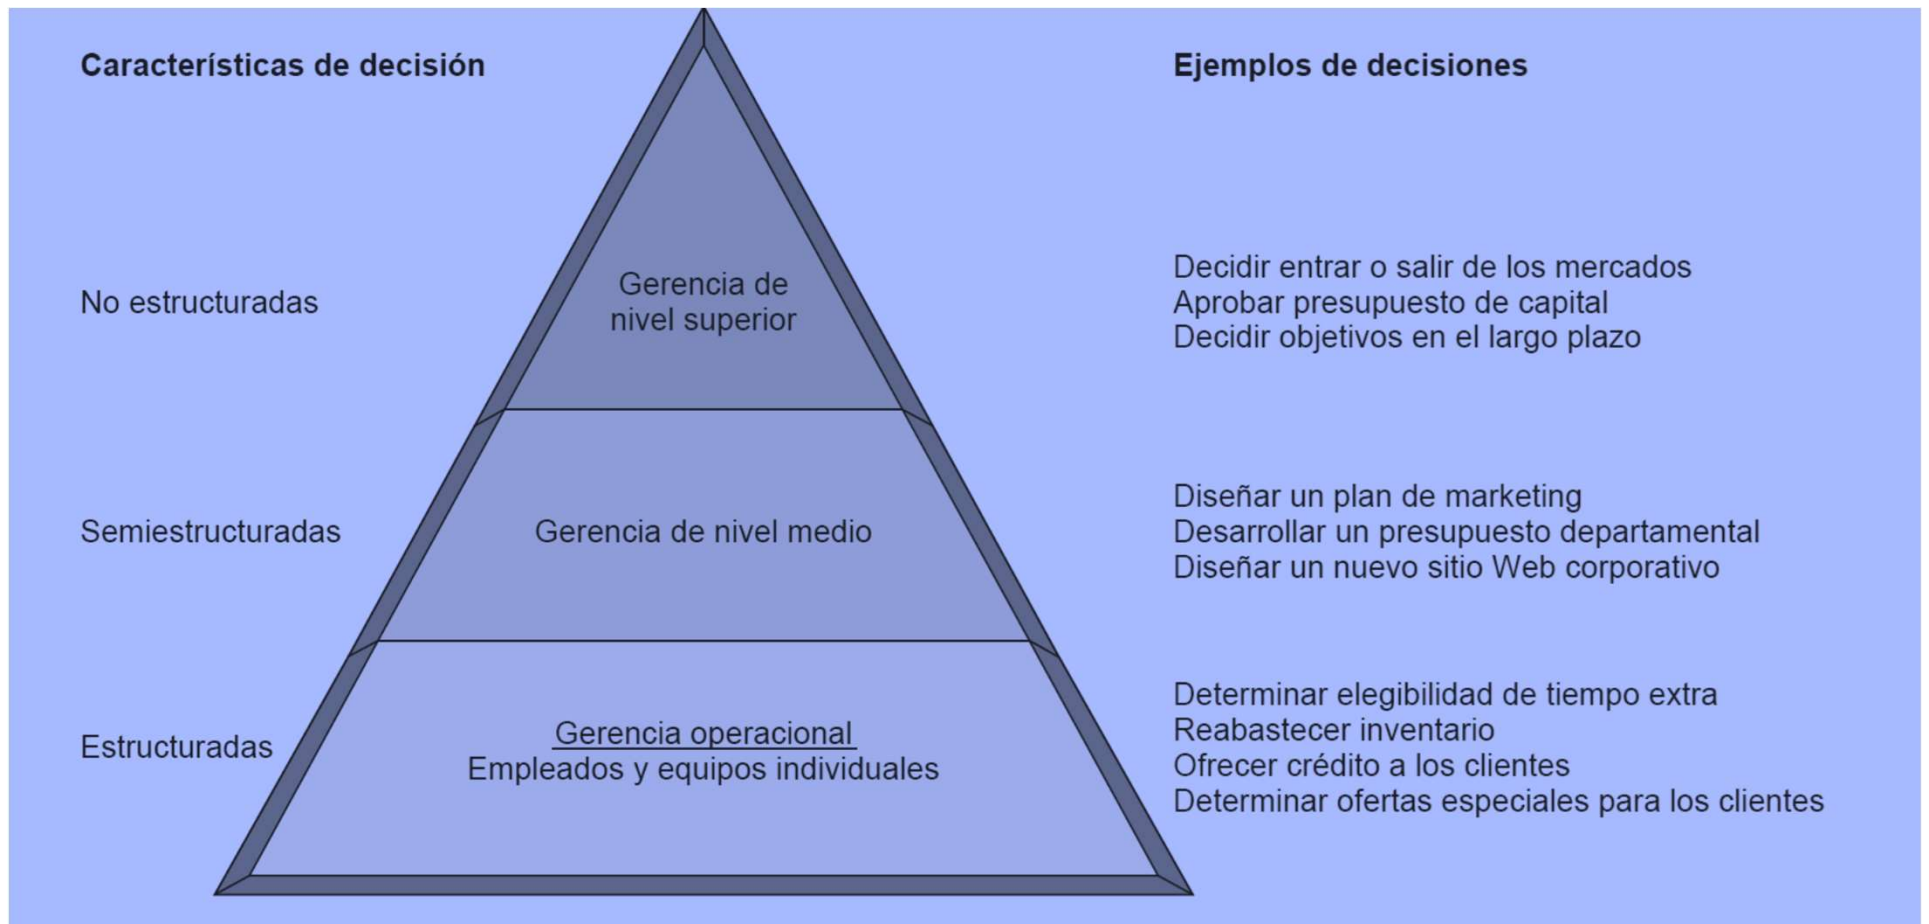 Características de decisión
Ejemplos de decisiones
No estructuradas
Gerencia de
nivel superior
Decidir entrar o salir de los mercados
Aprobar presupuesto de capital
Decidir objetivos en el largo plazo
Semiestructuradas
Gerencia de nivel medio
Diseñar un plan de marketing
Desarrollar un presupuesto departamental
Diseñar un nuevo sitio Web corporativo
Estructuradas
Gerencia operacional
Empleados y equipos individuales
Determinar elegibilidad de tiempo extra
Reabastecer inventario
Ofrecer crédito a los clientes
Determinar ofertas especiales para los clientes